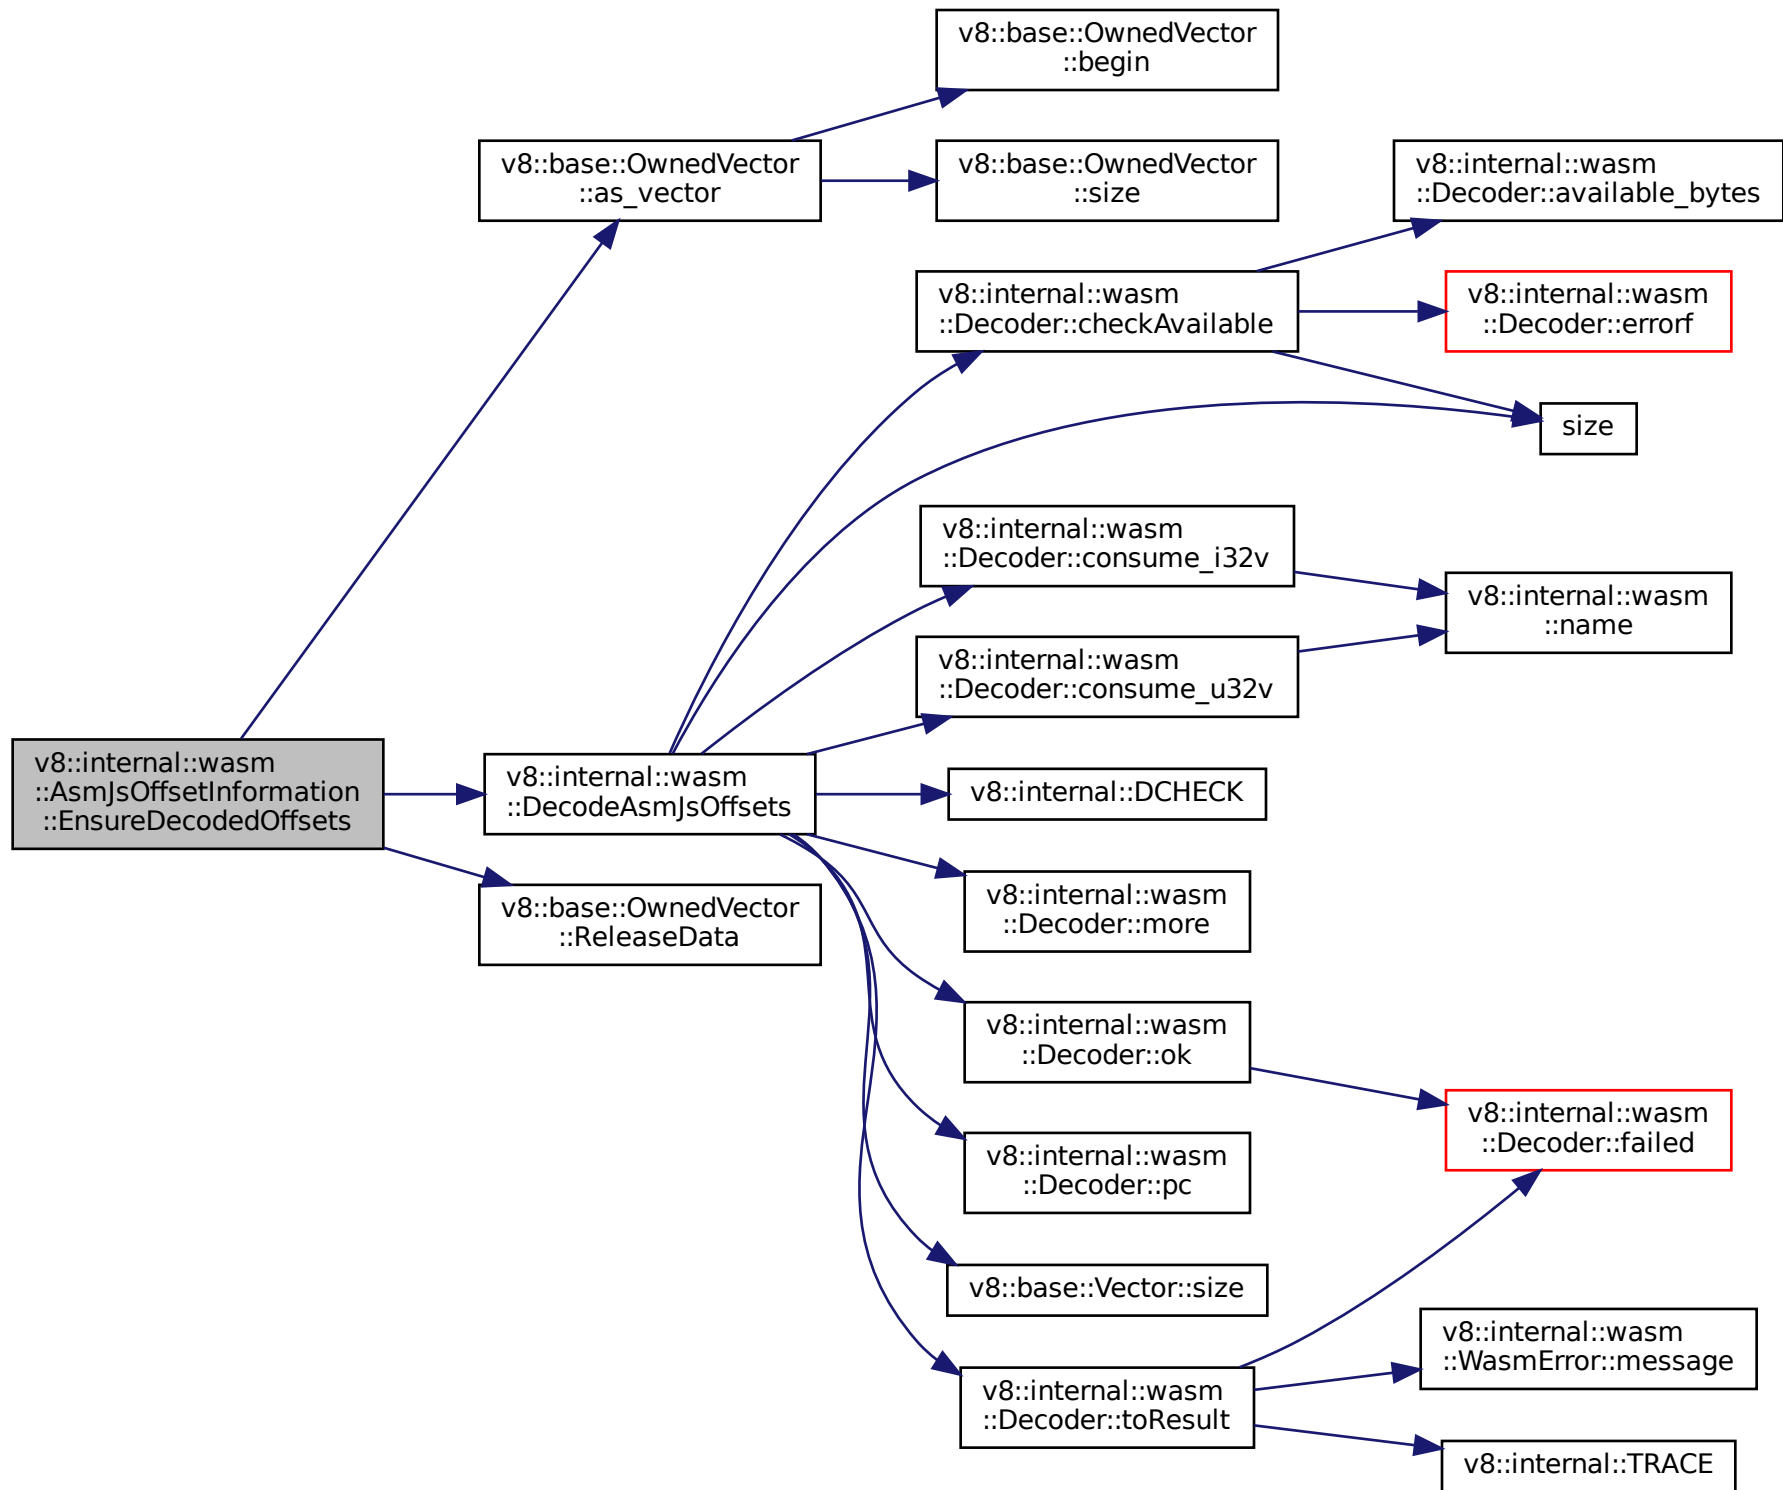 v8::base::OwnedVector
::begin
v8::base::OwnedVector
::as_vector
v8::base::OwnedVector
::size
v8::internal::wasm
::Decoder::available_bytes
v8::internal::wasm
::Decoder::checkAvailable
v8::internal::wasm
::Decoder::errorf
size
v8::internal::wasm
::Decoder::consume_i32v
v8::internal::wasm
::name
v8::internal::wasm
::Decoder::consume_u32v
v8::internal::wasm
::AsmJsOffsetInformation
::EnsureDecodedOffsets
v8::internal::wasm
::DecodeAsmJsOffsets
v8::internal::DCHECK
v8::base::OwnedVector
::ReleaseData
v8::internal::wasm
::Decoder::more
v8::internal::wasm
::Decoder::ok
v8::internal::wasm
::Decoder::failed
v8::internal::wasm
::Decoder::pc
v8::base::Vector::size
v8::internal::wasm
::WasmError::message
v8::internal::wasm
::Decoder::toResult
v8::internal::TRACE